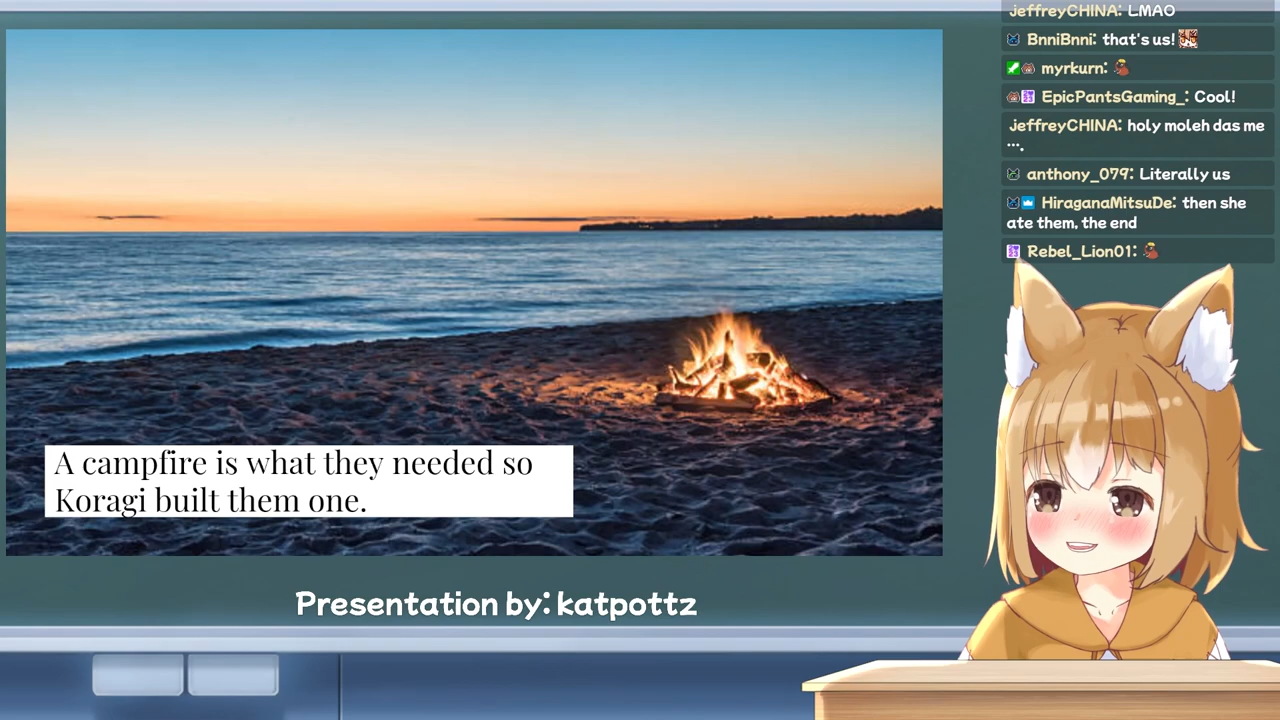 jeffreyCHINA: LMAO
BnniBnni: that's us!
myrkurn:
EpicPantsGaming_: Cool!
jeffreyCHINA: holy moleh das me
….
anthony_079: Literally us
HiraganaMitsuDe: then she
ate them, the end
Rebel_Lion01:
A campfire is what they needed so
Koragi built them one.
Presentation by: katpottz